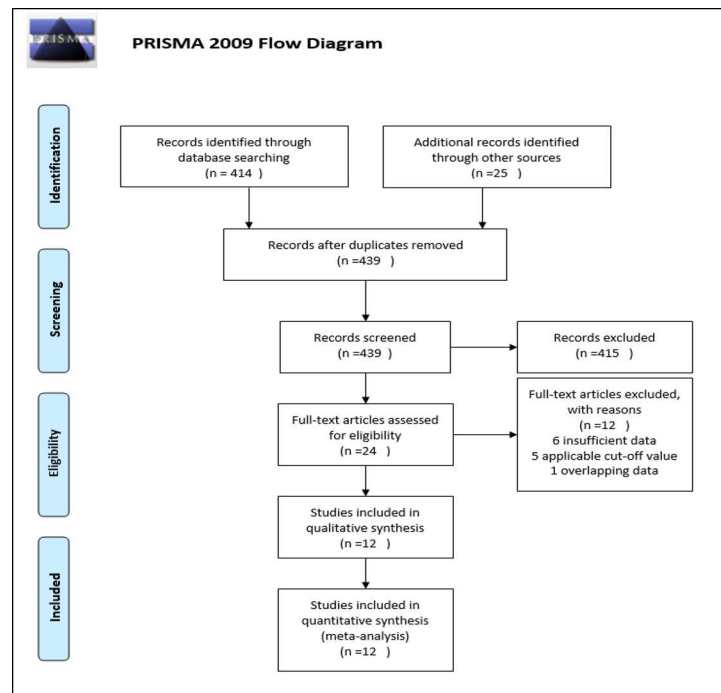 PRISMA
PRISMA 2009 Flow Diagram
Identification
Records identified through
database searching
(n = 414 )
Additional records identified
through other sources
(n =25 )
Records after duplicates removed
(n =439 )
Screening
Records screened
(n =439 )
Records excluded
(n =415 )
Eligibility
Full-text articles assessed
for eligibility
(n =24 )
Full-text articles excluded,
with reasons
(n =12 )
6 insufficient data
5 applicable cut-off value
1 overlapping data
Studies included in
qualitative synthesis
(n =12 )
Included
Studies included in
quantitative synthesis
(meta-analysis)
(n =12 )